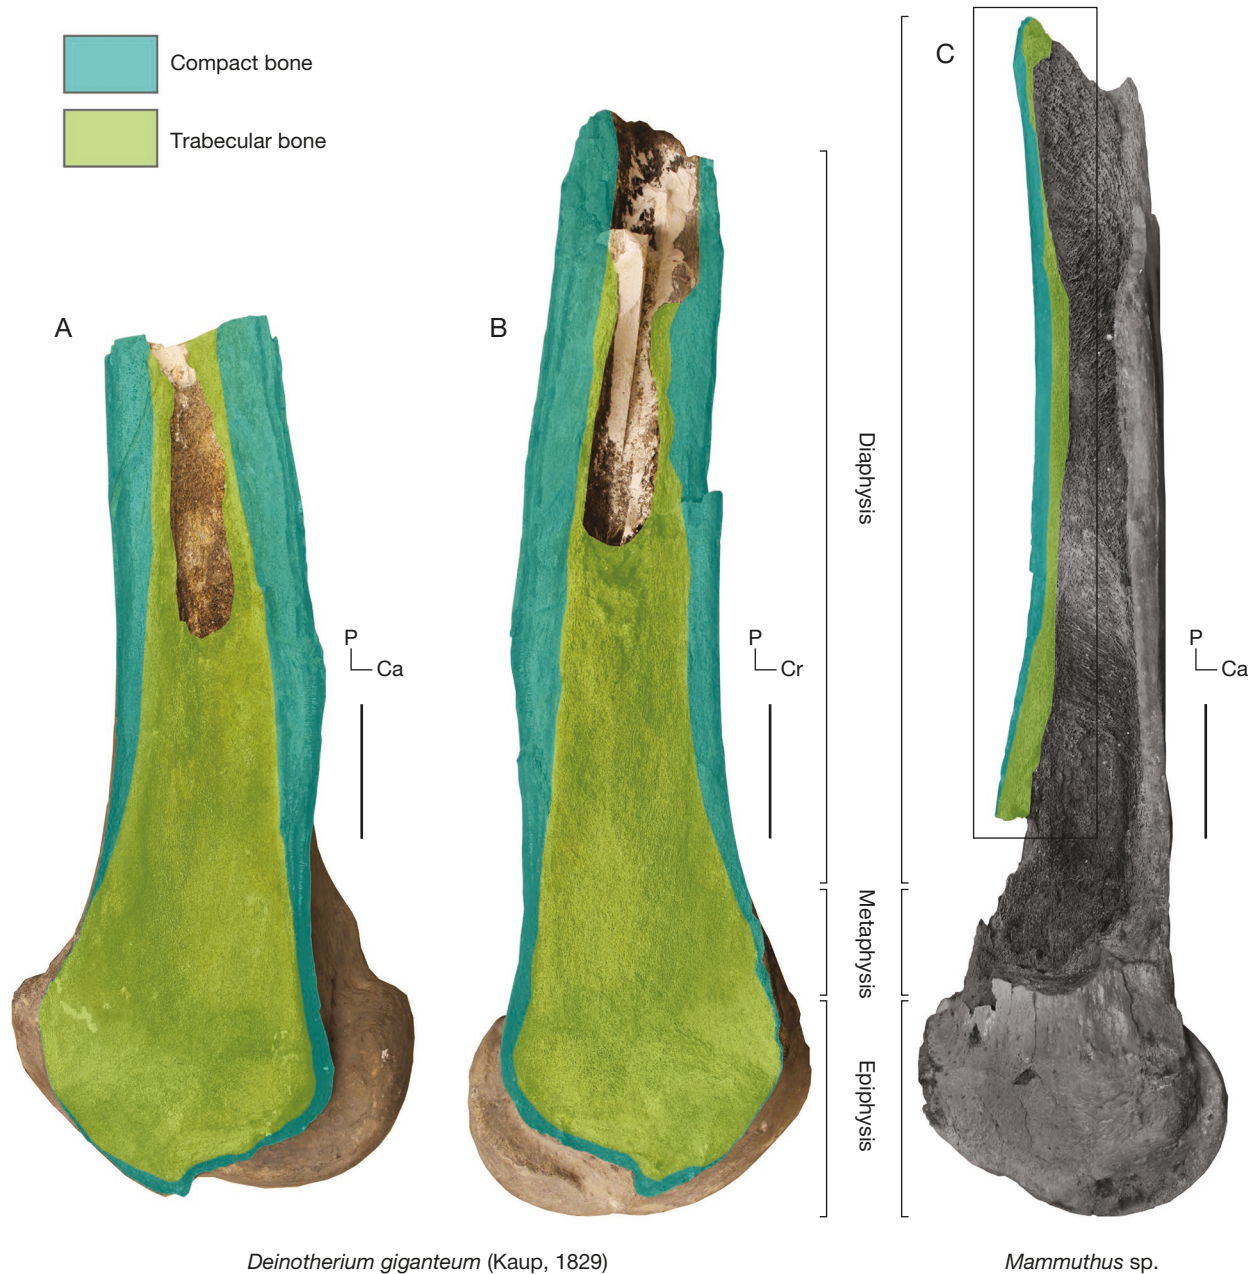 Compact bone
Trabecular bone
A
B
C
P
Ca
P
Cr
P
Ca
Diaphysis
Metaphysis
Epiphysis
Deinotherium giganteum (Kaup, 1829)
Mammuthus sp.